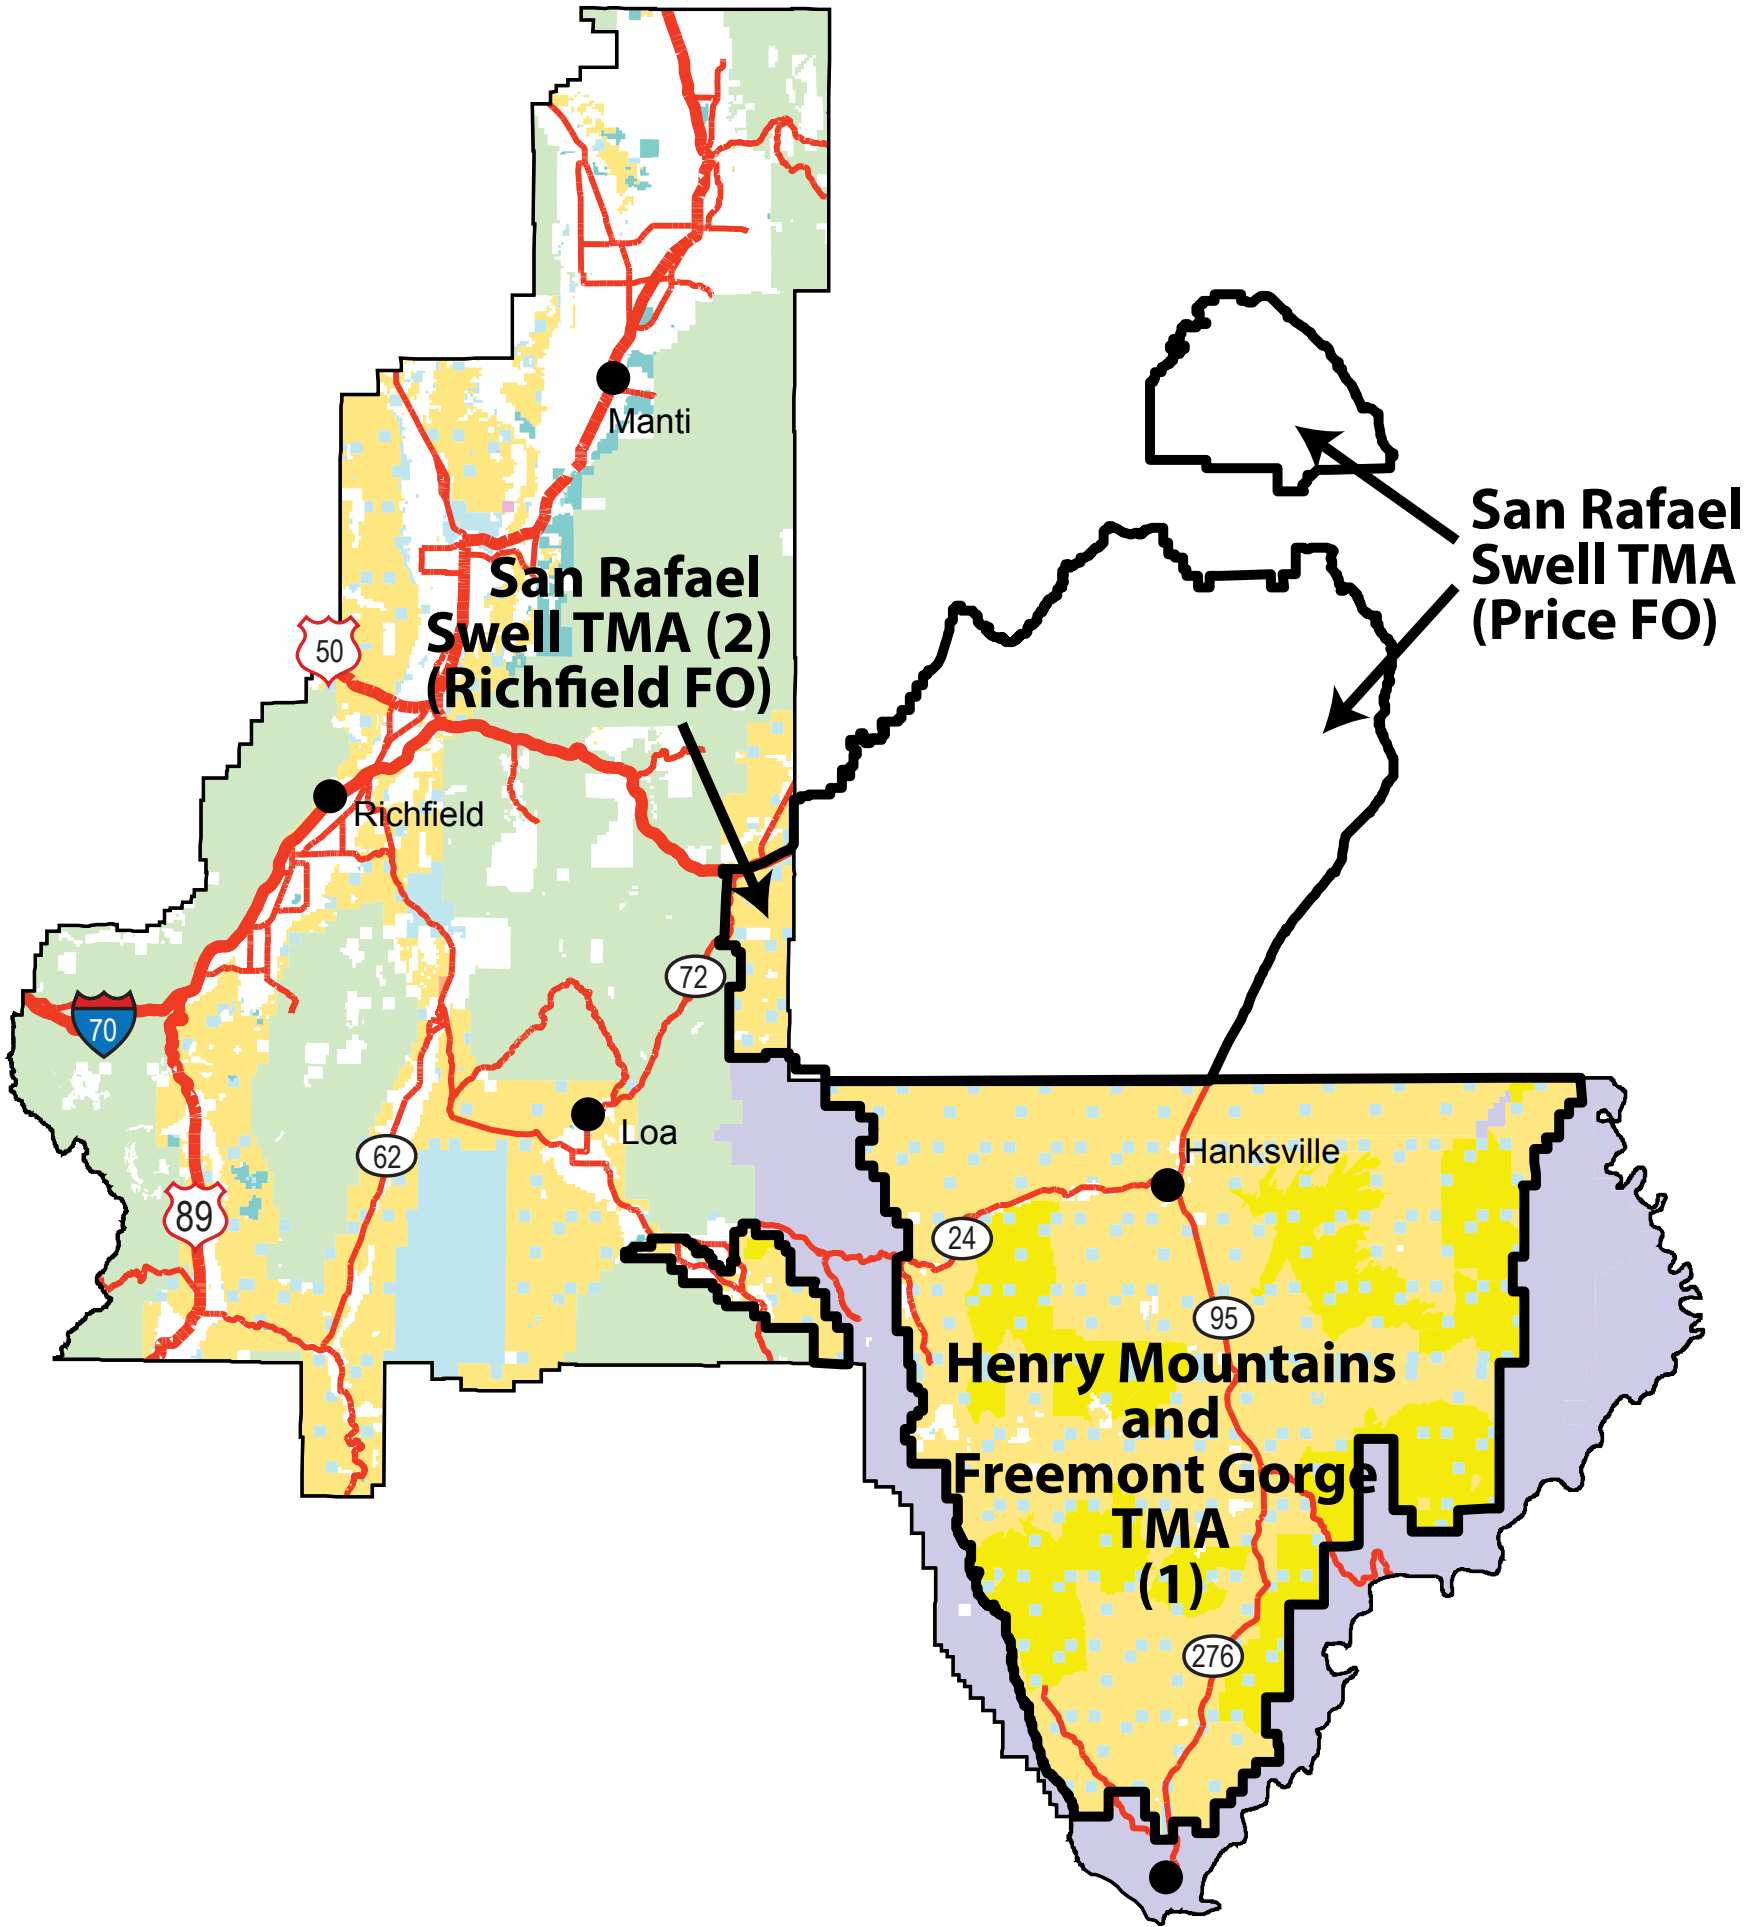 Manti
San Rafael
Swell TMA
(Price FO)
San Rafael
Swell TMA (2)
(Richfield FO)
50
Richfield
72
70
Loa
Hanksville
62
89
24
95
Henry Mountains
and
Freemont Gorge
TMA
(1)
276